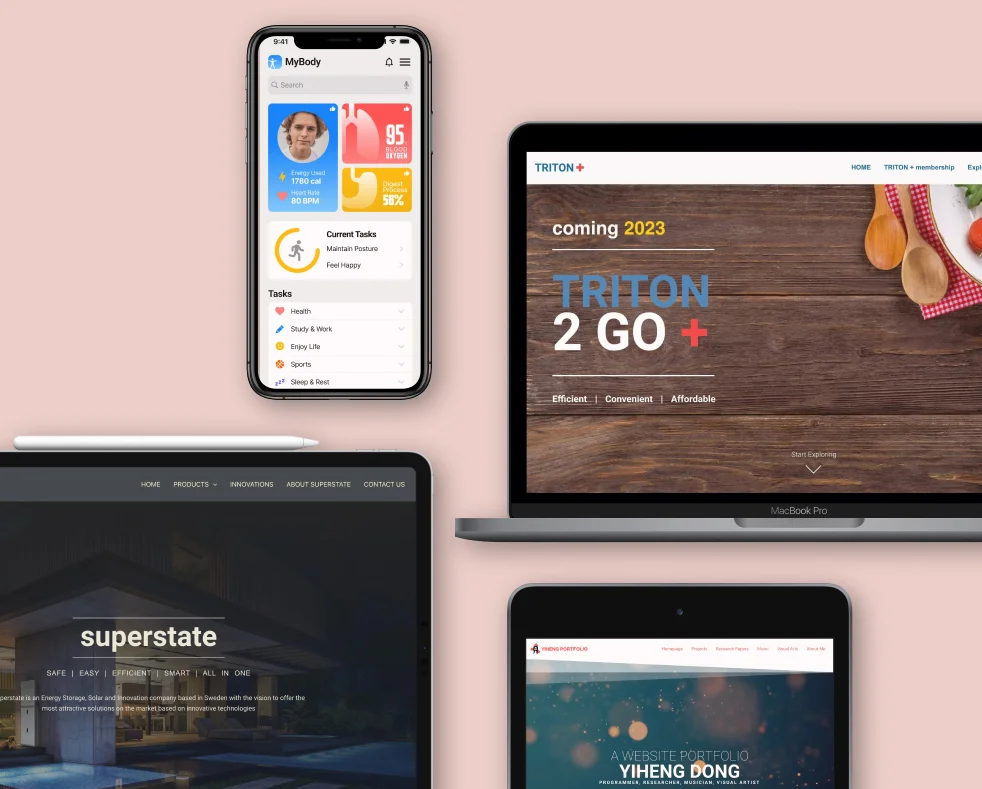 9:41
MyBody
Search
Energy Used
1780 cal
Heart Rate
80 BPM
95
BLOOD
OXYGEN
Digest
Process
56%
Current Tasks
Maintain Posture
Feel Happy
Tasks
Health
Study & Work
Enjoy Life
Sports
Sleep & Rest
TRITON+
HOME TRITON + membership Expl
coming 2023
TRITON
2 GO +
Efficient | Convenient | Affordable
Start Exploring
MacBook Pro
HOME PRODUCTS INNOVATIONS ABOUT SUPERSTATE CONTACT US
superstate
SAFE | EASY | EFFICIENT | SMART | ALL IN ONE
perstate is an Energy Storage, Solar and Innovation company based in Sweden with the vision to offer the
most attractive solutions on the market based on innovative technologies
YIHENG PORTFOLIO
Homepage Projects Research Papers Music Visual Arts About Me
A WEBSITE PORTFOLIO
YIHENG DONG
PROGRAMMER, RESEARCHER, MUSICIAN, VISUAL ARTIST